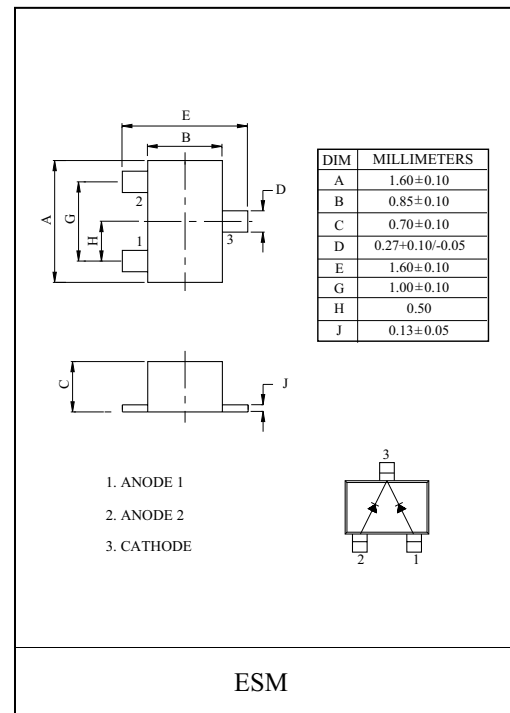 E
B
A
G
H
D
2
1
3
DIM MILLIMETERS
A 1.60±0.10
B 0.85±0.10
C 0.70±0.10
D 0.27+0.10/-0.05
E 1.60±0.10
G 1.00±0.10
H 0.50
J 0.13±0.05
C
J
1. ANODE 1
2. ANODE 2
3. CATHODE
3
2 1
ESM